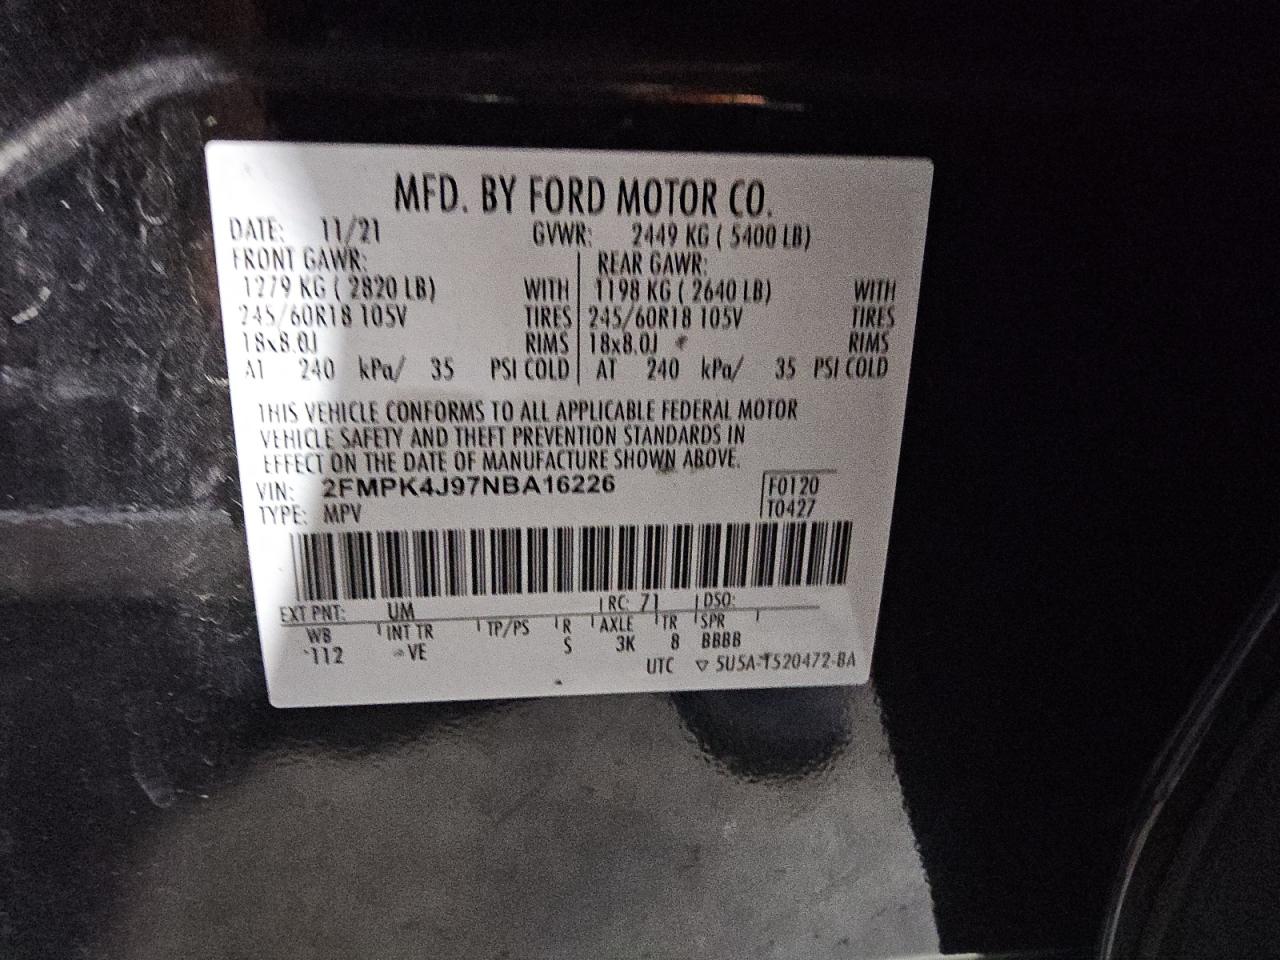 MFD. BY FORD MOTOR CO.
DATE: 11/21 GVWR: 2449 KG ( 5400 LB)
FRONT GAWR: REAR GAWR:
1279 KG ( 2820 LB) WITH 1198 KG ( 2640 LB) WITH
245/60R18 105V TIRES 245/60R18 105V TIRES
18x8.0J RIMS 18x8.0J RIMS
AT 240 kPa/ 35 PSI COLD AT 240 kPa/ 35 PSI COLD
THIS VEHICLE CONFORMS TO ALL APPLICABLE FEDERAL MOTOR
VEHICLE SAFETY AND THEFT PREVENTION STANDARDS IN
EFFECT ON THE DATE OF MANUFACTURE SHOWN ABOVE.
VIN: 2FMPK4J97NBA16226 F0120
TYPE: MPV T0427
EXT PNT: UM RC: 71 DSO:
WB INT TR TP/PS R AXLE TR SPR
112 VE S 3K 8 BBBB
UTC ▽ 5U5A-1520472-BA